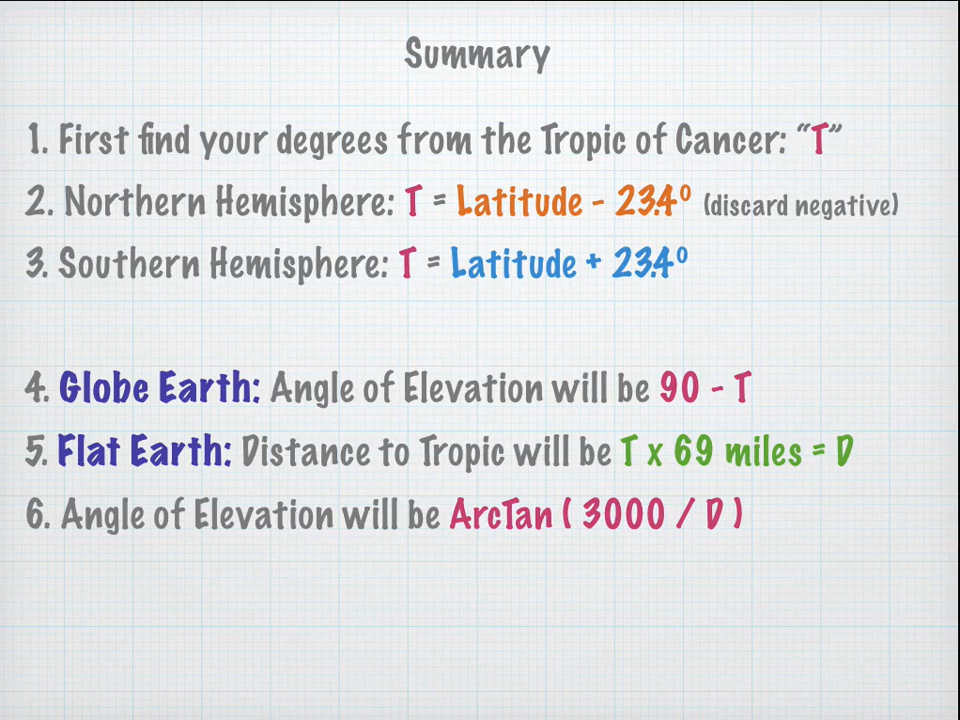 Summary
1. First find your degrees from the Tropic of Cancer: “T”
2. Northern Hemisphere: T = Latitude - 23.4º (discard negative)
3. Southern Hemisphere: T = Latitude + 23.4º
4. Globe Earth: Angle of Elevation will be 90 - T
5. Flat Earth: Distance to Tropic will be T x 69 miles = D
6. Angle of Elevation will be ArcTan ( 3000 / D )